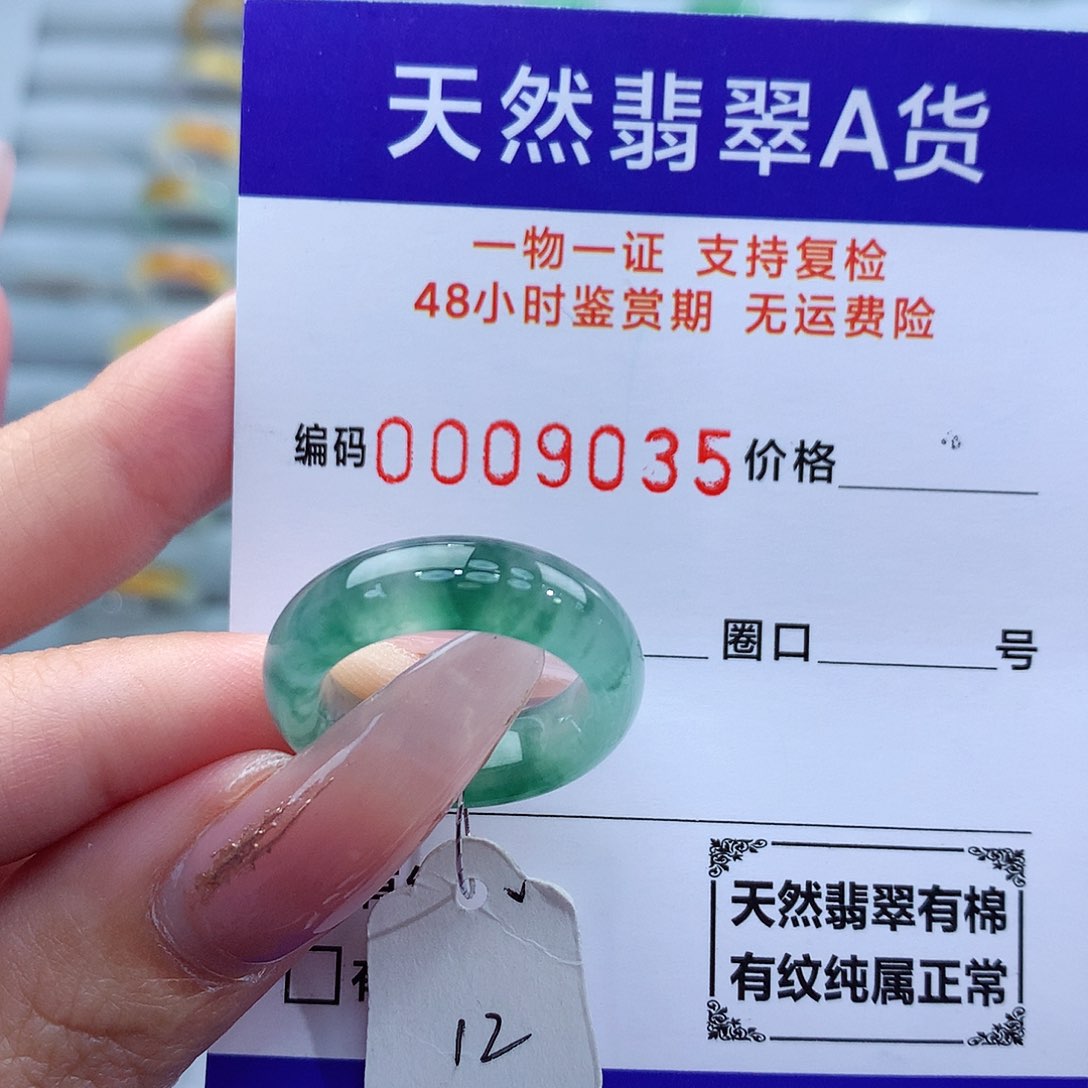 天然翡翠A货
一物一证 支持复检
48小时鉴赏期 无运费险
编码0009035价格
圈口 号
天然翡翠有棉
有纹纯属正常
12